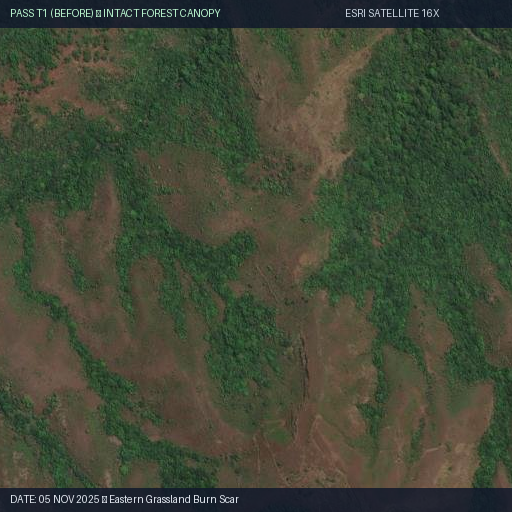 PASS T1 (BEFORE) INTACT FOREST CANOPY
ESRI SATELLITE 16X
DATE: 05 NOV 2025 Eastern Grassland Burn Scar